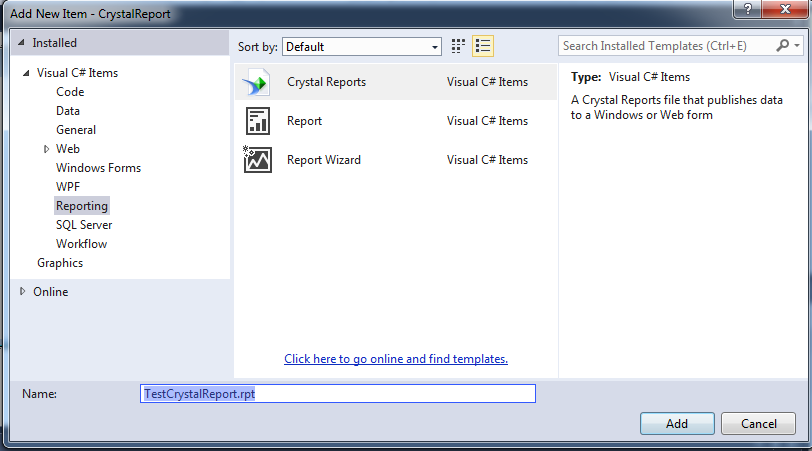 Add New Item - CrystalReport
?
Installed
Sort by: Default
Search Installed Templates (Ctrl+E)
Visual C# Items
Code
Data
General
Web
Windows Forms
WPF
Reporting
SQL Server
Workflow
Graphics
Online
Crystal Reports Visual C# Items
Report Visual C# Items
Report Wizard Visual C# Items
Type: Visual C# Items
A Crystal Reports file that publishes data
to a Windows or Web form
Click here to go online and find templates.
Name: TestCrystalReport.rpt
Add Cancel